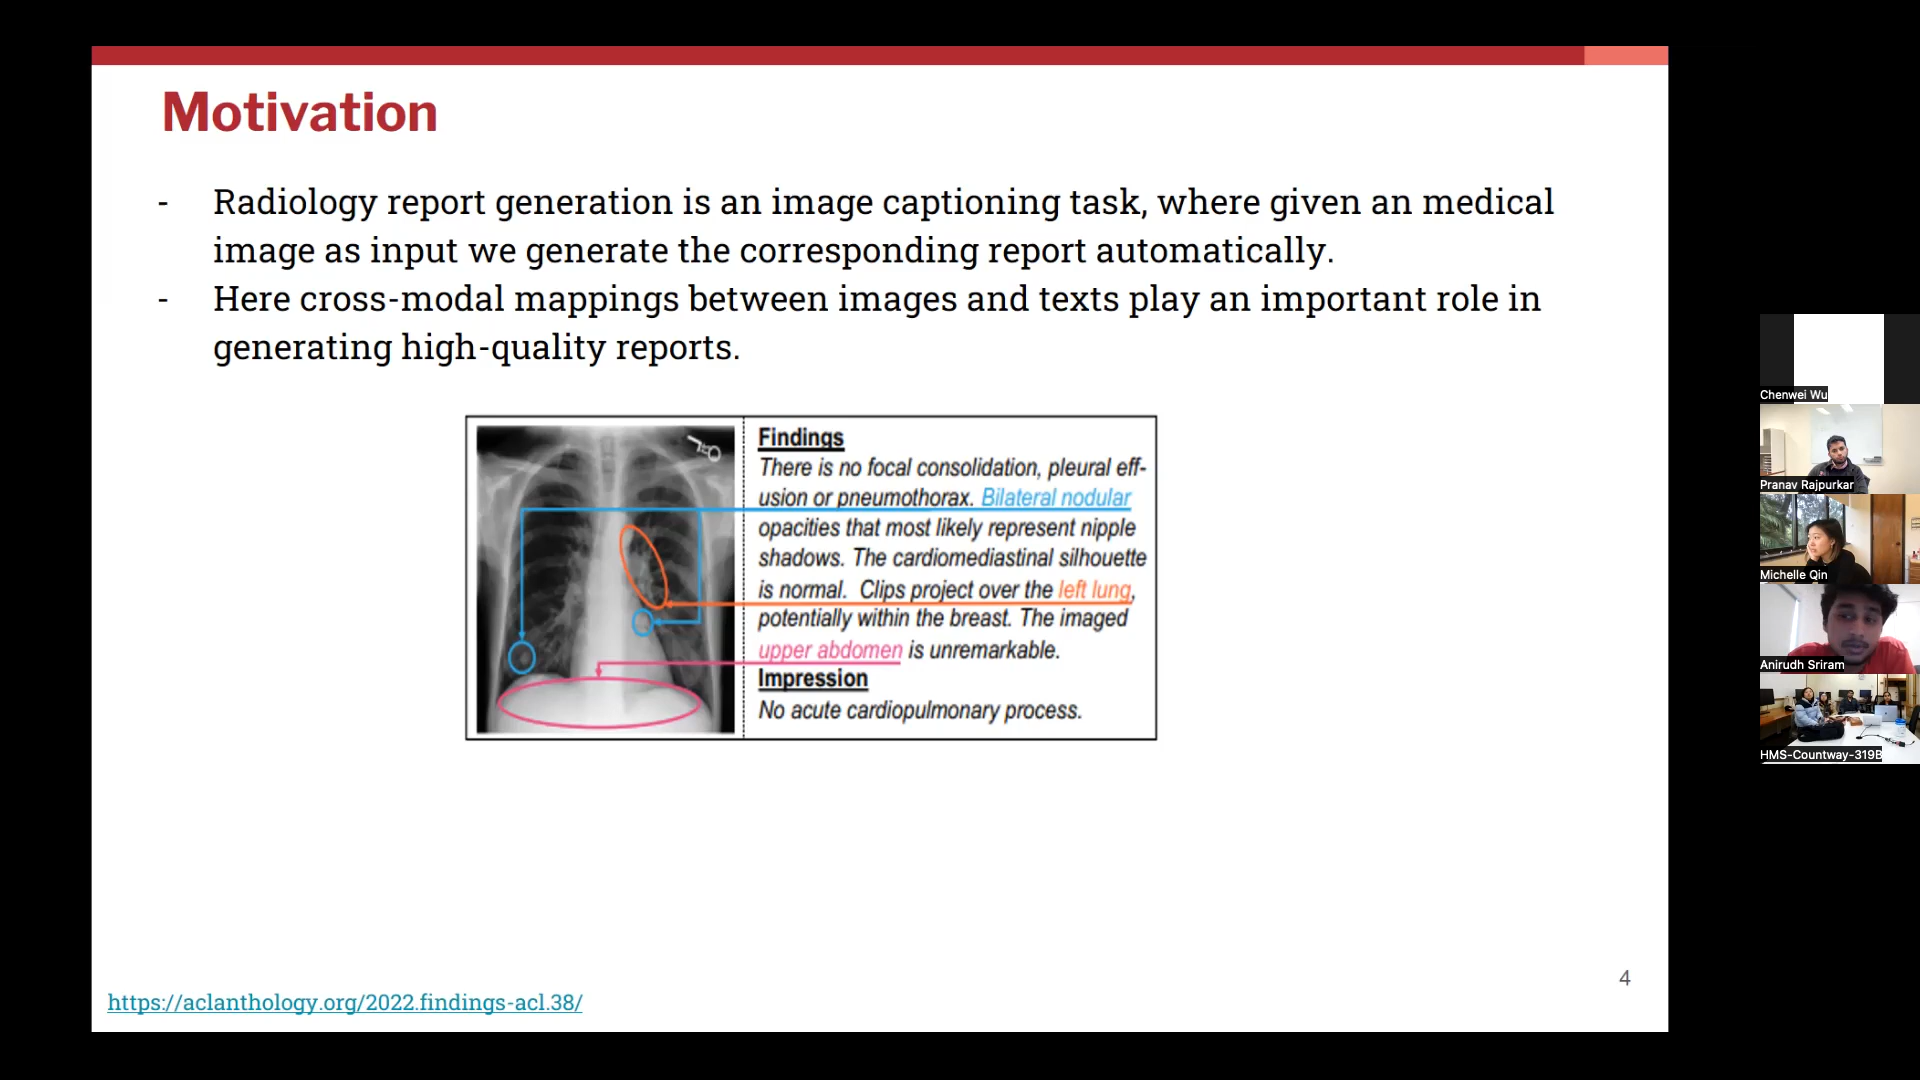 Motivation
- Radiology report generation is an image captioning task, where given an medical
image as input we generate the corresponding report automatically.
- Here cross-modal mappings between images and texts play an important role in
generating high-quality reports.
Findings
There is no focal consolidation, pleural eff-
usion or pneumothorax. Bilateral nodular
opacities that most likely represent nipple
shadows. The cardiomediastinal silhouette
is normal. Clips project over the left lung,
potentially within the breast. The imaged
upper abdomen is unremarkable.
Impression
No acute cardiopulmonary process.
4
https://aclanthology.org/2022.findings-acl.38/
Chenwei Wu
Pranav Rajpurkar
Michelle Qin
Anirudh Sriram
HMS-Countway-319B